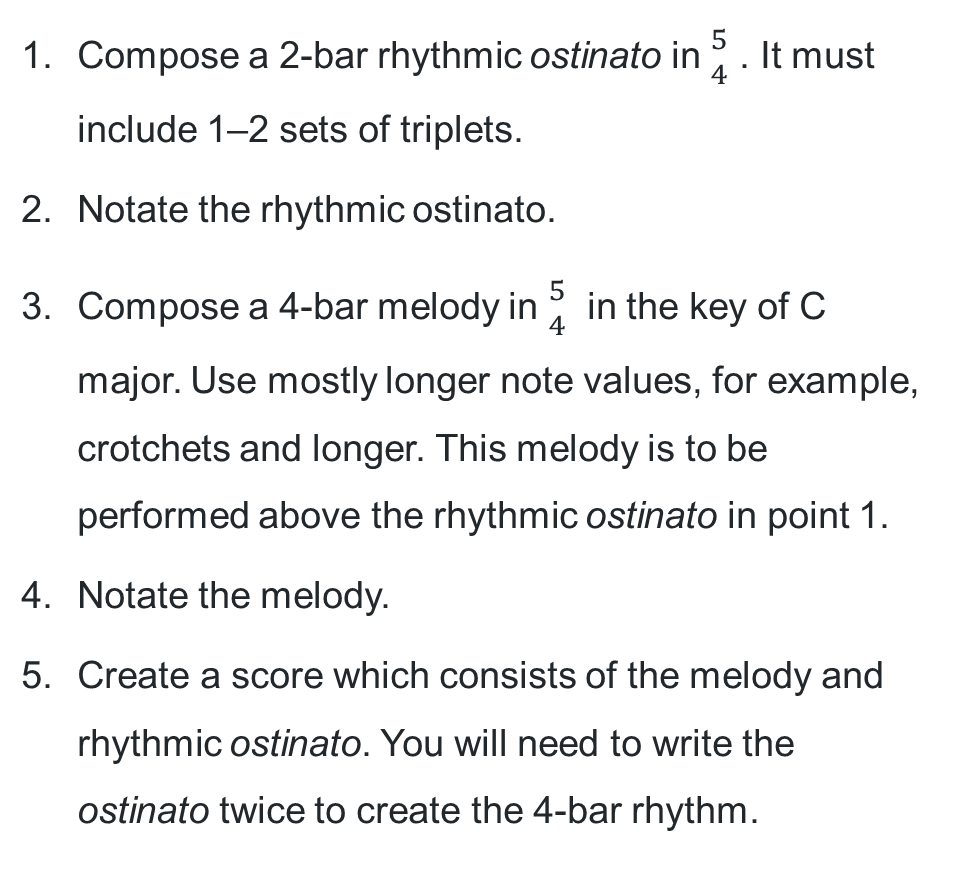 1. Compose a 2-bar rhythmic ostinato in 5/4 . It must
include 1–2 sets of triplets.
2. Notate the rhythmic ostinato.
3. Compose a 4-bar melody in 5/4 in the key of C
major. Use mostly longer note values, for example,
crotchets and longer. This melody is to be
performed above the rhythmic ostinato in point 1.
4. Notate the melody.
5. Create a score which consists of the melody and
rhythmic ostinato. You will need to write the
ostinato twice to create the 4-bar rhythm.